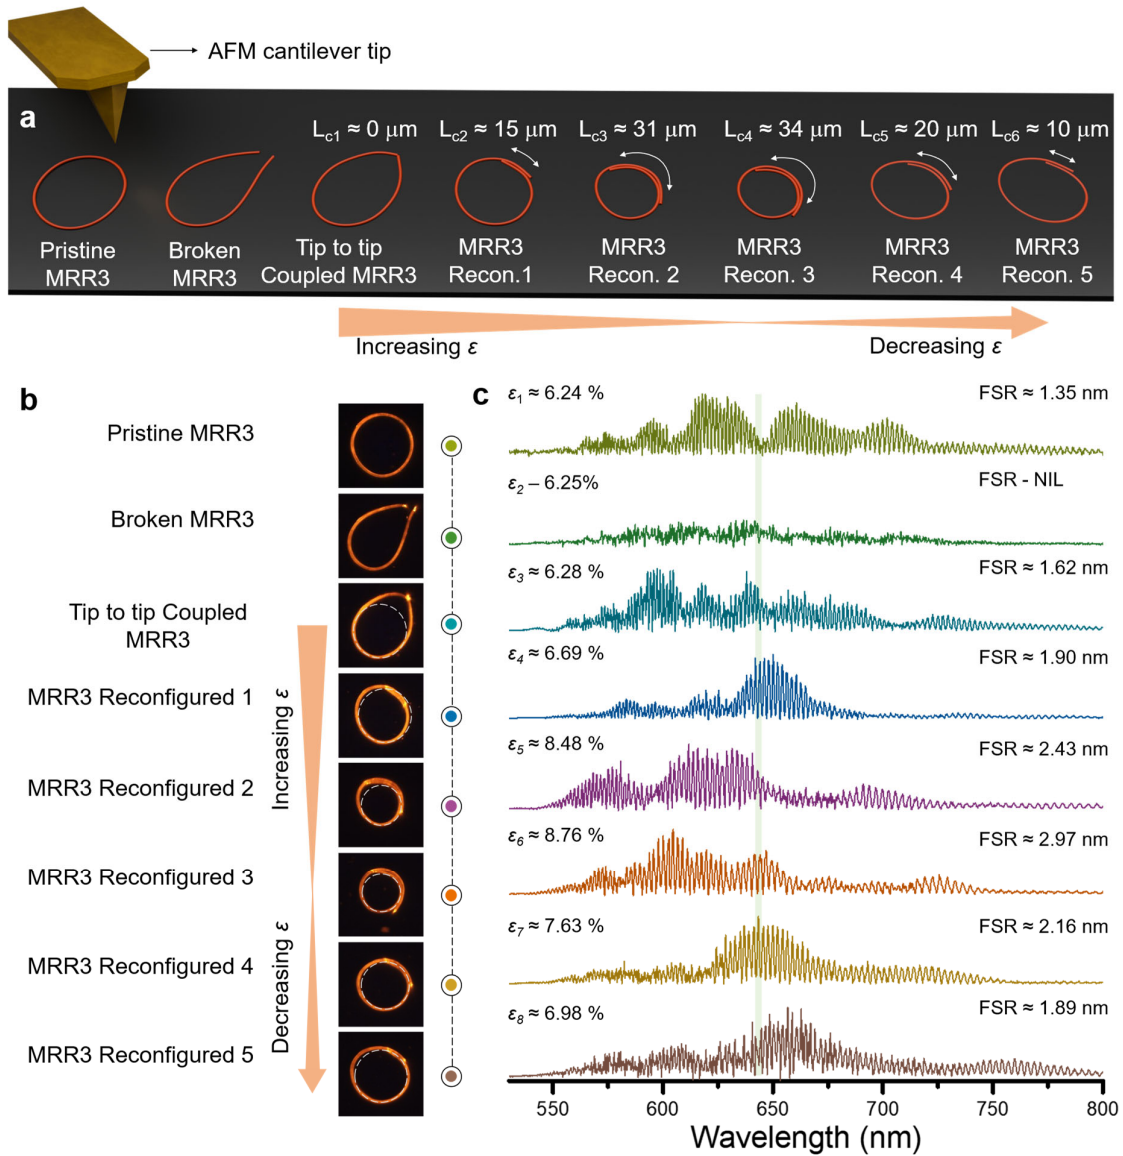 AFM cantilever tip
a
L_c1 ≈ 0 μm
L_c2 ≈ 15 μm
L_c3 ≈ 31 μm
L_c4 ≈ 34 μm
L_c5 ≈ 20 μm
L_c6 ≈ 10 μm
Pristine
MRR3
Broken
MRR3
Tip to tip
Coupled MRR3
MRR3
Recon.1
MRR3
Recon. 2
MRR3
Recon. 3
MRR3
Recon. 4
MRR3
Recon. 5
Increasing ε
Decreasing ε
b
Pristine MRR3
Broken MRR3
Tip to tip Coupled
MRR3
MRR3 Reconfigured 1
MRR3 Reconfigured 2
MRR3 Reconfigured 3
MRR3 Reconfigured 4
MRR3 Reconfigured 5
Increasing ε
Decreasing ε
c
ε1 ≈ 6.24 %
FSR ≈ 1.35 nm
ε2 – 6.25%
FSR - NIL
ε3 ≈ 6.28 %
FSR ≈ 1.62 nm
ε4 ≈ 6.69 %
FSR ≈ 1.90 nm
ε5 ≈ 8.48 %
FSR ≈ 2.43 nm
ε6 ≈ 8.76 %
FSR ≈ 2.97 nm
ε7 ≈ 7.63 %
FSR ≈ 2.16 nm
ε8 ≈ 6.98 %
FSR ≈ 1.89 nm
550 600 650 700 750 800
Wavelength (nm)